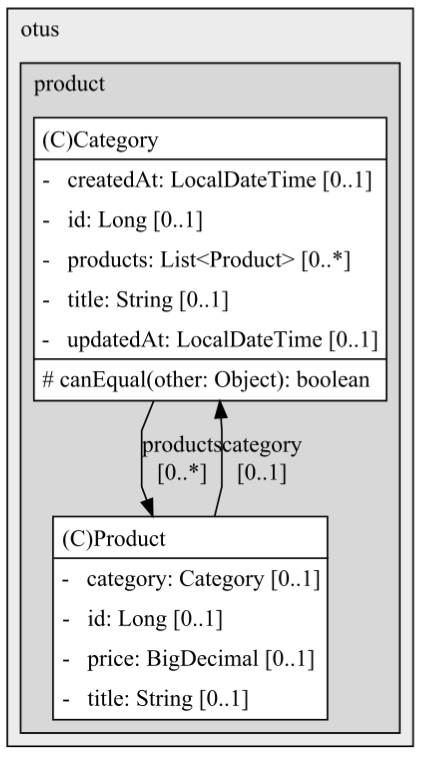 otus
product
(C)Category
- createdAt: LocalDateTime [0..1]
- id: Long [0..1]
- products: List<Product> [0..*]
- title: String [0..1]
- updatedAt: LocalDateTime [0..1]
# canEqual(other: Object): boolean
products
[0..*]
category
[0..1]
(C)Product
- category: Category [0..1]
- id: Long [0..1]
- price: BigDecimal [0..1]
- title: String [0..1]